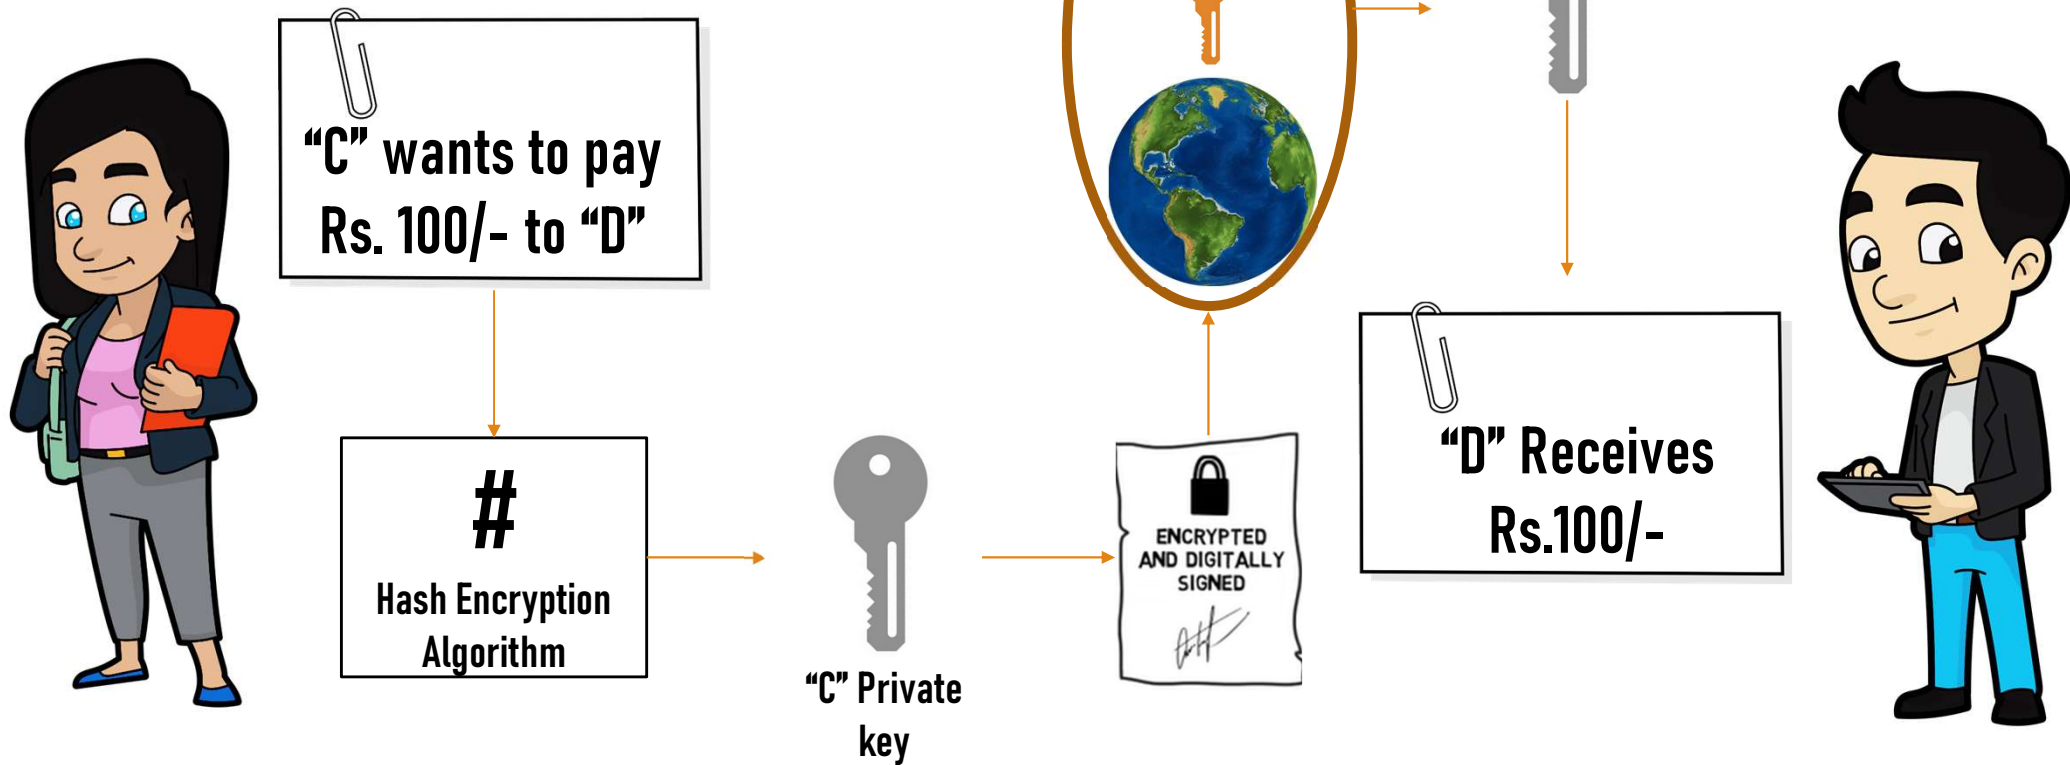 “C” wants to pay
Rs. 100/- to “D”
#
Hash Encryption
Algorithm
“C” Private
key
ENCRYPTED
AND DIGITALLY
SIGNED
“D” Receives
Rs.100/-